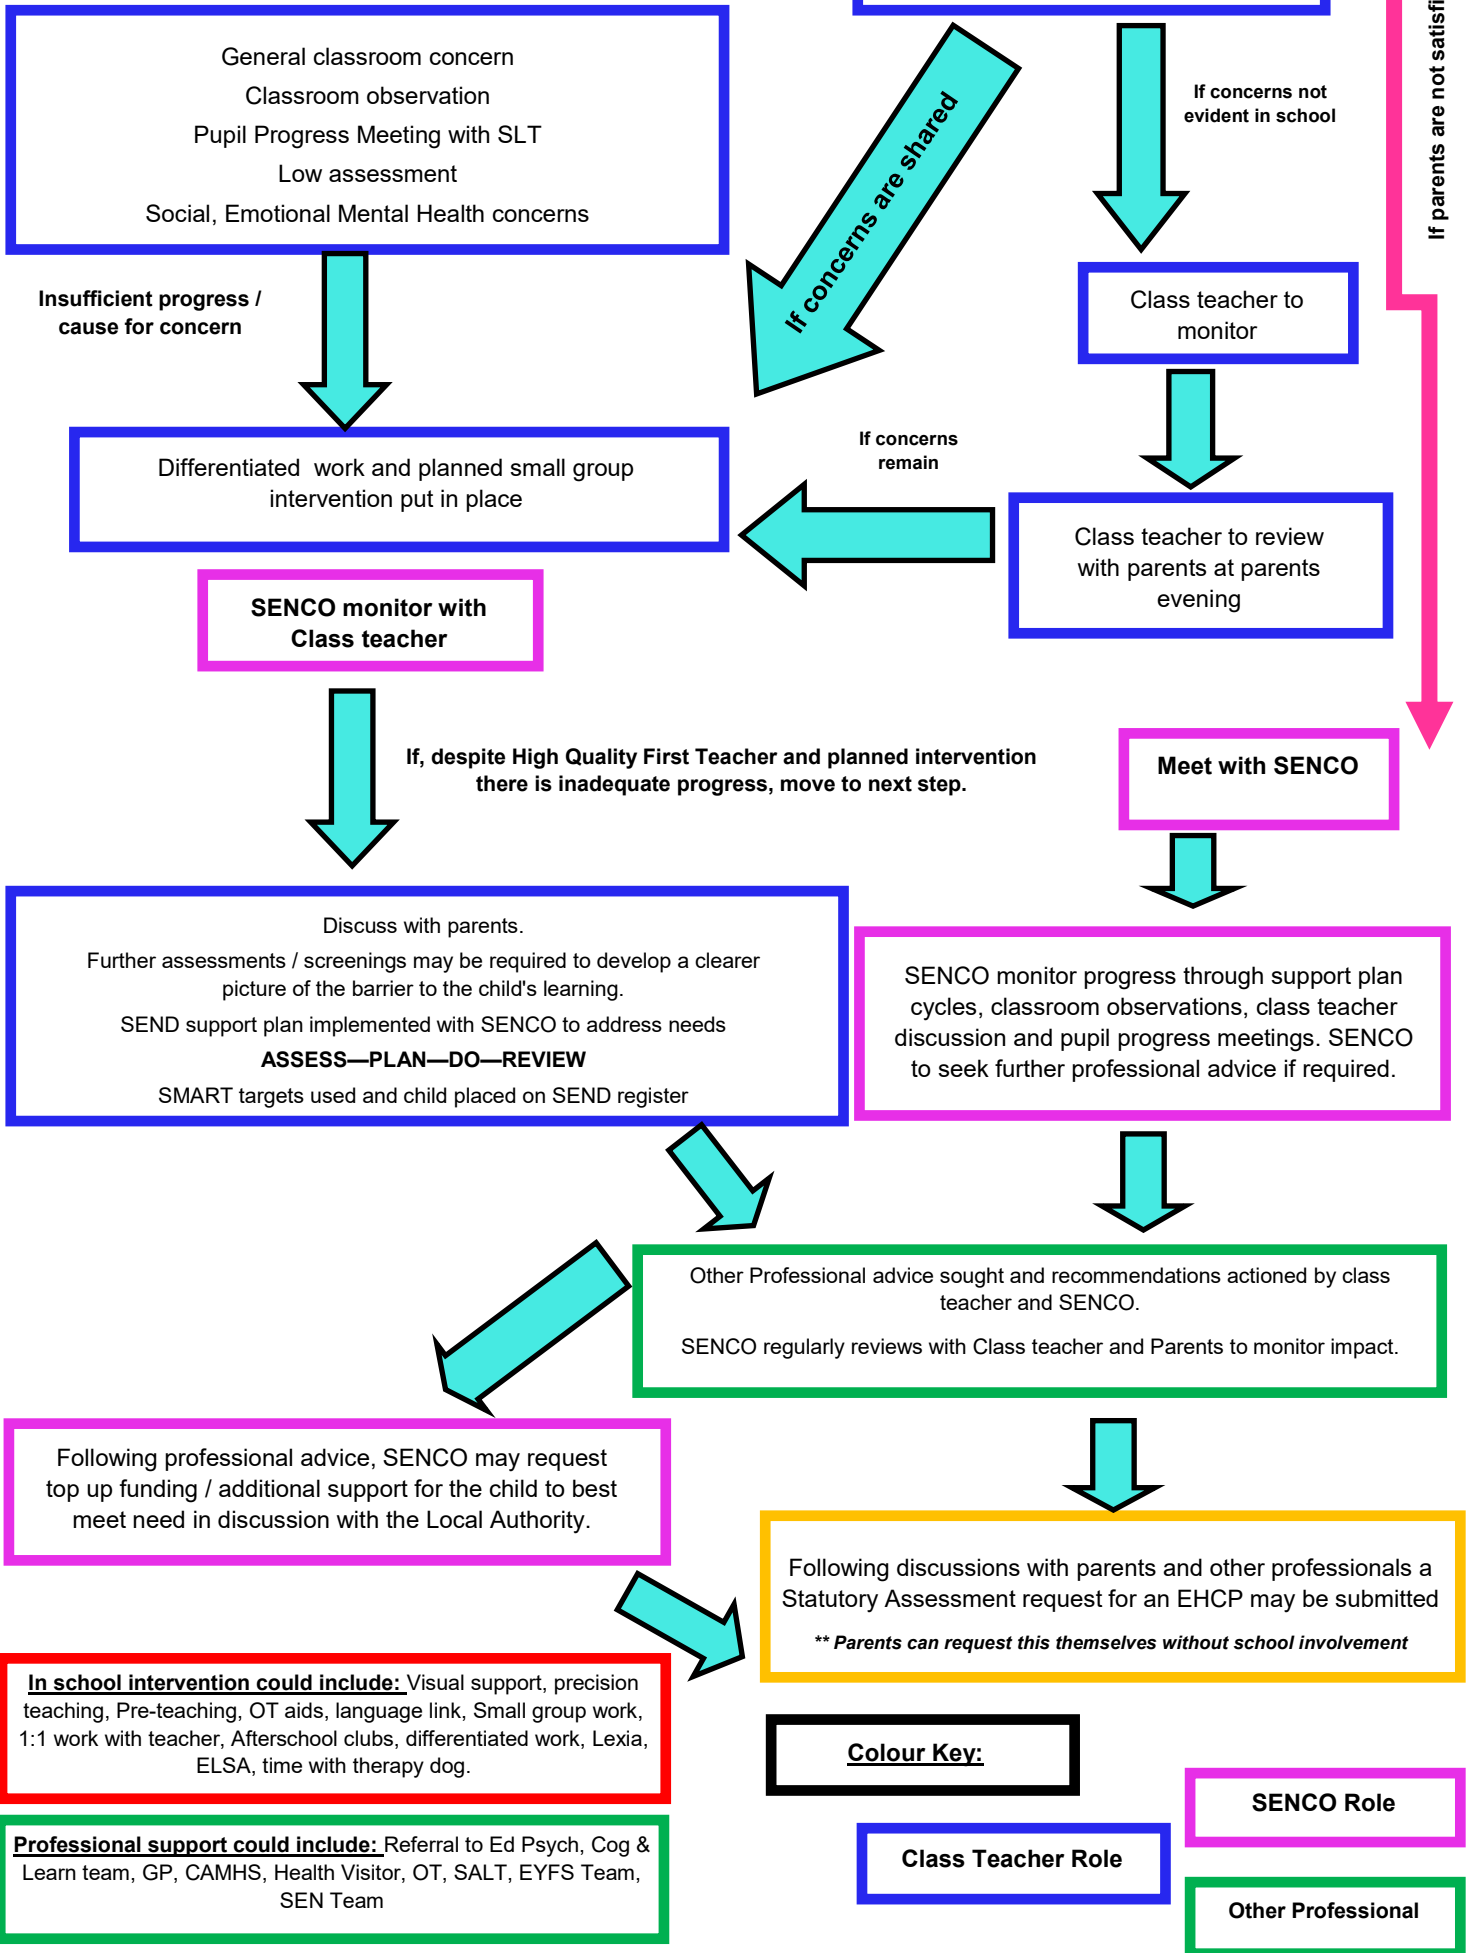 General classroom concern
Classroom observation
Pupil Progress Meeting with SLT
Low assessment
Social, Emotional Mental Health concerns
If concerns are shared
If concerns not
evident in school
If parents are not
Insufficient progress /
cause for concern
Class teacher to
monitor
Differentiated  work and planned small group
intervention put in place
If concerns
remain
Class teacher to review
with parents at parents
evening
SENCO monitor with
Class teacher
If, despite High Quality First Teacher and planned intervention
there is inadequate progress, move to next step.
Meet with SENCO
Discuss with parents.
Further assessments / screenings may be required to develop a clearer
picture of the barrier to the child's learning.
SEND support plan implemented with SENCO to address needs
ASSESS—PLAN—DO—REVIEW
SMART targets used and child placed on SEND register
SENCO monitor progress through support plan
cycles, classroom observations, class teacher
discussion and pupil progress meetings. SENCO
to seek further professional advice if required.
Other Professional advice sought and recommendations actioned by class
teacher and SENCO.
SENCO regularly reviews with Class teacher and Parents to monitor impact.
Following professional advice, SENCO may request
top up funding / additional support for the child to best
meet need in discussion with the Local Authority.
Following discussions with parents and other professionals a
Statutory Assessment request for an EHCP may be submitted
** Parents can request this themselves without school involvement
In school intervention could include: Visual support, precision
teaching, Pre-teaching, OT aids, language link, Small group work,
1:1 work with teacher, Afterschool clubs, differentiated work, Lexia,
ELSA, time with therapy dog.
Professional support could include: Referral to Ed Psych, Cog &
Learn team, GP, CAMHS, Health Visitor, OT, SALT, EYFS Team,
SEN Team
Colour Key:
SENCO Role
Class Teacher Role
Other Professional